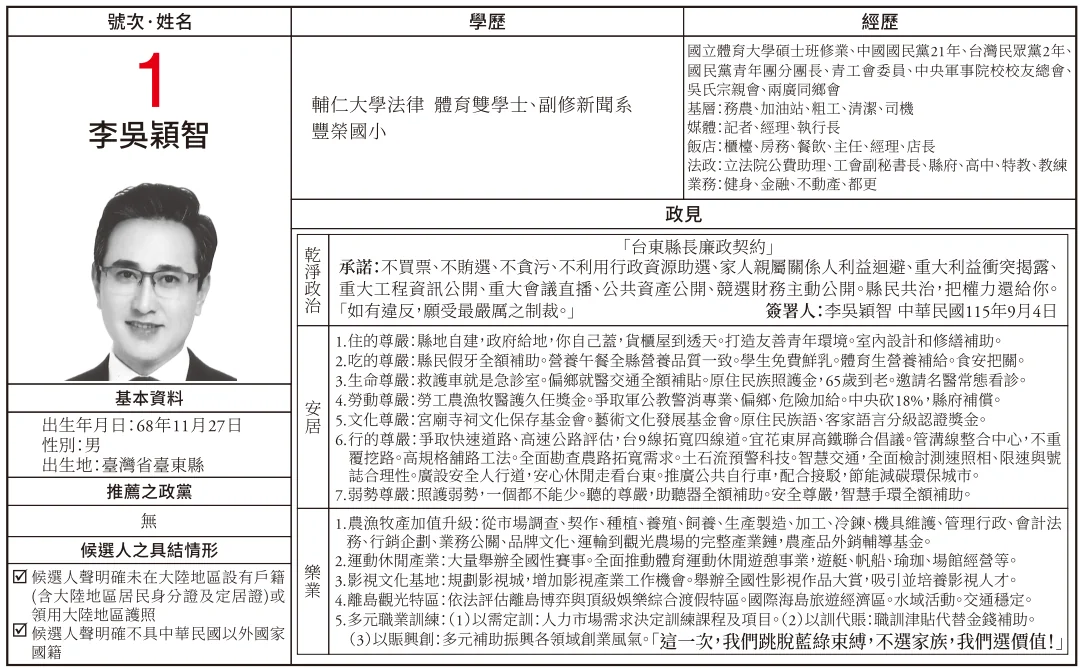 號次·姓名
1
李吳穎智
基本資料
出生年月日:68年11月27日
性別:男
出生地:臺灣省臺東縣
推薦之政黨
無
候選人之具結情形
☑候選人聲明確未在大陸地區設有戶籍
(含大陸地區居民身分證及定居證)或
領用大陸地區護照
☑候選人聲明確不具中華民國以外國家
國籍
學歷
輔仁大學法律 體育雙學士、副修新聞系
豐榮國小
經歷
國立體育大學碩士班修業、中國國民黨21年、台灣民眾黨2年、
國民黨青年團分團長、青工會委員、中央軍事院校校友總會、
吳氏宗親會、兩廣同鄉會
基層:務農、加油站、粗工、清潔、司機
媒體:記者、經理、執行長
飯店:櫃檯、房務、餐飲、主任、經理、店長
法政:立法院公費助理、工會副秘書長、縣府、高中、特教、教練
業務:健身、金融、不動產、都更
政見
乾淨政治
「台東縣長廉政契約」
承諾:不買票、不賄選、不貪污、不利用行政資源助選、家人親屬關係人利益迴避、重大利益衝突揭露、
重大工程資訊公開、重大會議直播、公共資產公開、競選財務主動公開。縣民共治,把權力還給你。
「如有違反,願受最嚴厲之制裁。」 簽署人:李吳穎智 中華民國115年9月4日
安居
1.住的尊嚴:縣地自建,政府給地,你自己蓋,貨櫃屋到透天。打造友善青年環境。室內設計和修繕補助。
2.吃的尊嚴:縣民假牙全額補助。營養午餐全縣營養品質一致。學生免費鮮乳。體育生營養補給。食安把關。
3.生命尊嚴:救護車就是急診室。偏鄉就醫交通全額補貼。原住民族照護金,65歲到老。邀請名醫常態看診。
4.勞動尊嚴:勞工農漁牧醫護久任獎金。爭取軍公教警消專業、偏鄉、危險加給。中央砍18%,縣府補償。
5.文化尊嚴:宮廟寺祠文化保存基金會。藝術文化發展基金會。原住民族語、客家語言分級認證獎金。
6.行的尊嚴:爭取快速道路、高速公路評估,台9線拓寬四線道。宜花東屏高鐵聯合倡議。管溝線整合中心,不重
覆挖路。高規格舖路工法。全面勘查農路拓寬需求。土石流預警科技。智慧交通,全面檢討測速照相、限速與號
誌合理性。廣設安全人行道,安心休閒走看台東。推廣公共自行車,配合接駁,節能減碳環保城市。
7.弱勢尊嚴:照護弱勢,一個都不能少。聽的尊嚴,助聽器全額補助。安全尊嚴,智慧手環全額補助。
樂業
1.農漁牧產加值升級:從市場調查、契作、種植、養殖、飼養、生產製造、加工、冷鍊、機具維護、管理行政、會計法
務、行銷企劃、業務公關、品牌文化、運輸到觀光農場的完整產業鏈,農產品外銷輔導基金。
2.運動休閒產業:大量舉辦全國性賽事。全面推動體育運動休閒遊憩事業,遊艇、帆船、瑜珈、場館經營等。
3.影視文化基地:規劃影視城,增加影視產業工作機會。舉辦全國性影視作品大賞,吸引並培養影視人才。
4.離島觀光特區:依法評估離島博弈與頂級娛樂綜合渡假特區。國際海島旅遊經濟區。水域活動。交通穩定。
5.多元職業訓練:(1)以需定訓:人力市場需求決定訓練課程及項目。(2)以訓代賑:職訓津貼代替金錢補助。
(3)以賑興創:多元補助振興各領域創業風氣。「這一次,我們跳脫藍綠束縛,不選家族,我們選價值!」